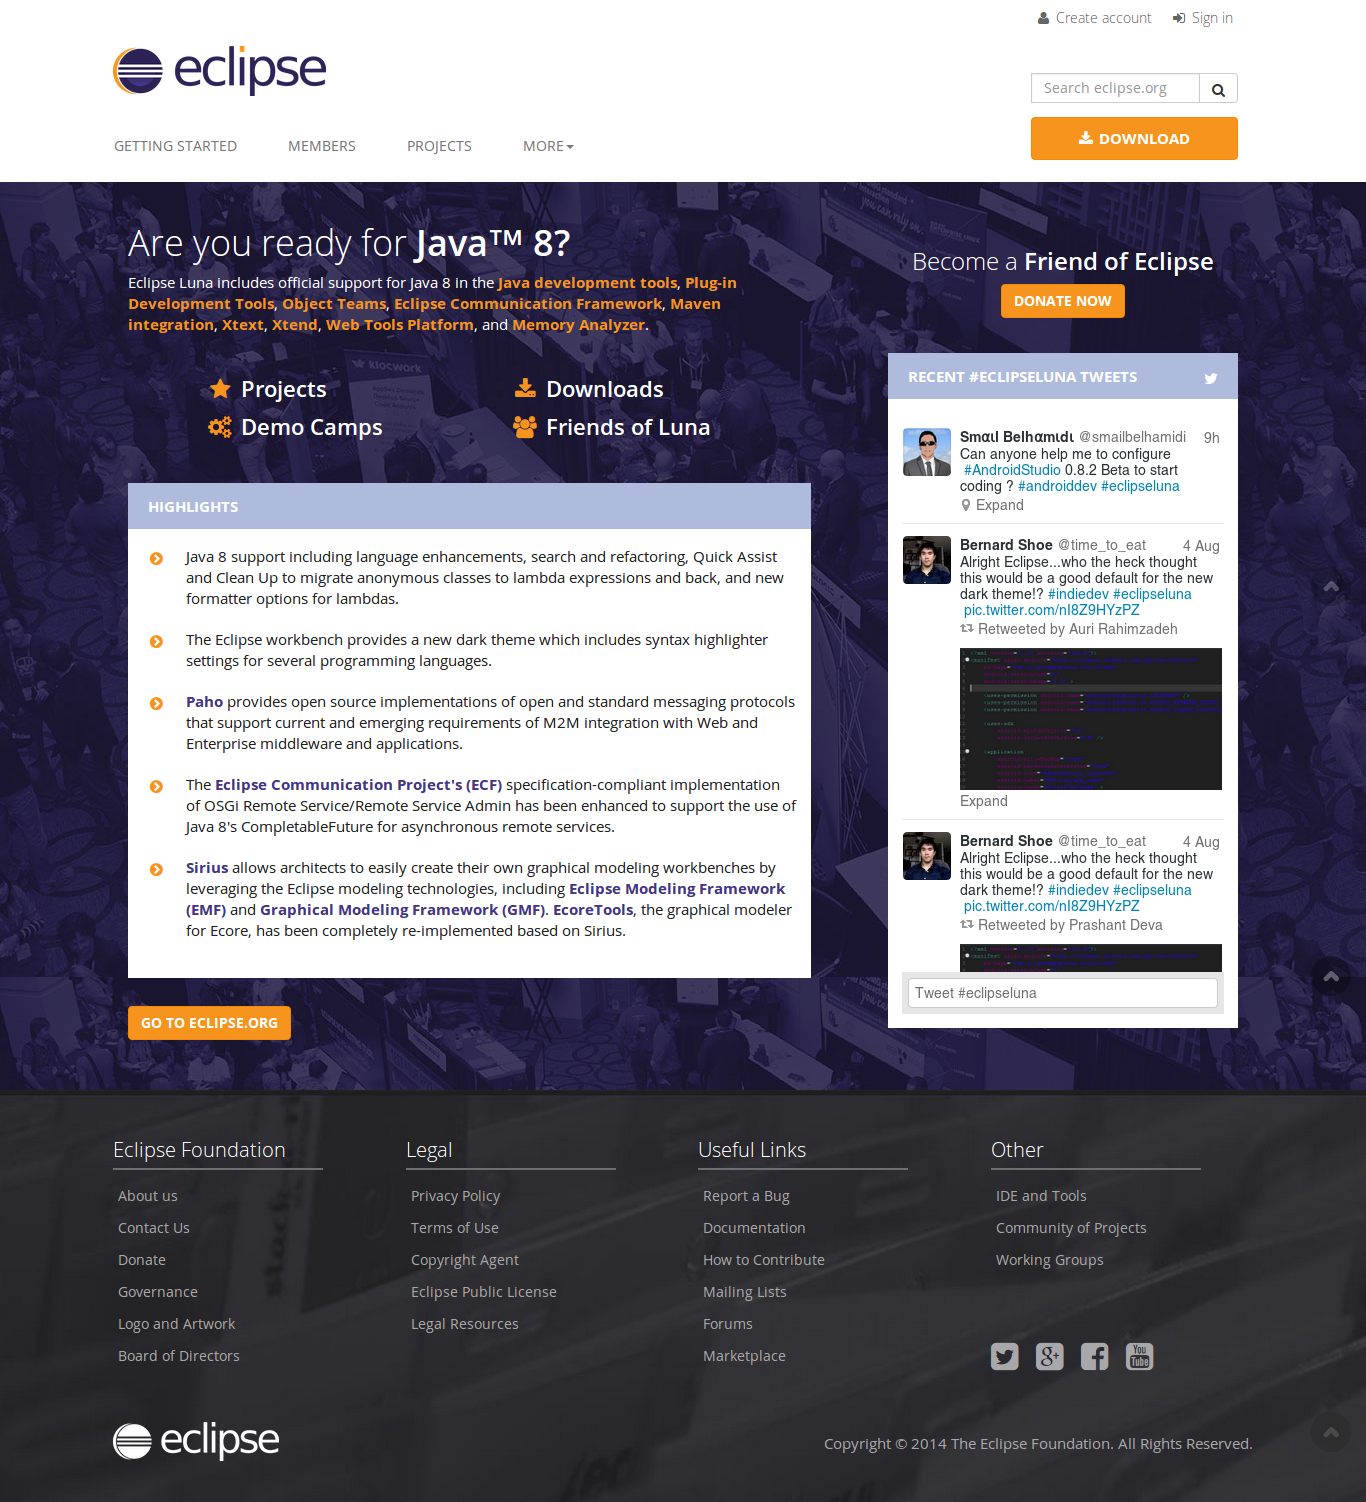 Create account Sign in
eclipse
Search eclipse.org
GETTING STARTED MEMBERS PROJECTS MORE
DOWNLOAD
Are you ready for Java™ 8?
Eclipse Luna includes official support for Java 8 in the Java development tools, Plug-in
Development Tools, Object Teams, Eclipse Communication Framework, Maven
integration, Xtext, Xtend, Web Tools Platform, and Memory Analyzer.
Projects Downloads
Demo Camps Friends of Luna
HIGHLIGHTS
Java 8 support including language enhancements, search and refactoring, Quick Assist
and Clean Up to migrate anonymous classes to lambda expressions and back, and new
formatter options for lambdas.
The Eclipse workbench provides a new dark theme which includes syntax highlighter
settings for several programming languages.
Paho provides open source implementations of open and standard messaging protocols
that support current and emerging requirements of M2M integration with Web and
Enterprise middleware and applications.
The Eclipse Communication Project's (ECF) specification-compliant implementation
of OSGi Remote Service/Remote Service Admin has been enhanced to support the use of
Java 8's CompletableFuture for asynchronous remote services.
Sirius allows architects to easily create their own graphical modeling workbenches by
leveraging the Eclipse modeling technologies, including Eclipse Modeling Framework
(EMF) and Graphical Modeling Framework (GMF). EcoreTools, the graphical modeler
for Ecore, has been completely re-implemented based on Sirius.
GO TO ECLIPSE.ORG
Become a Friend of Eclipse
DONATE NOW
RECENT #ECLIPSELUNA TWEETS
Smαιl Belhαmιdι @smailbelhamidi 9h
Can anyone help me to configure
#AndroidStudio 0.8.2 Beta to start
coding ? #androiddev #eclipseluna
Expand
Bernard Shoe @time_to_eat 4 Aug
Alright Eclipse...who the heck thought
this would be a good default for the new
dark theme!? #indiedev #eclipseluna
pic.twitter.com/nI8Z9HYzPZ
Retweeted by Auri Rahimzadeh
Expand
Bernard Shoe @time_to_eat 4 Aug
Alright Eclipse...who the heck thought
this would be a good default for the new
dark theme!? #indiedev #eclipseluna
pic.twitter.com/nI8Z9HYzPZ
Retweeted by Prashant Deva
Tweet #eclipseluna
Eclipse Foundation
About us
Contact Us
Donate
Governance
Logo and Artwork
Board of Directors
Legal
Privacy Policy
Terms of Use
Copyright Agent
Eclipse Public License
Legal Resources
Useful Links
Report a Bug
Documentation
How to Contribute
Mailing Lists
Forums
Marketplace
Other
IDE and Tools
Community of Projects
Working Groups
You
Tube
eclipse
Copyright © 2014 The Eclipse Foundation. All Rights Reserved.